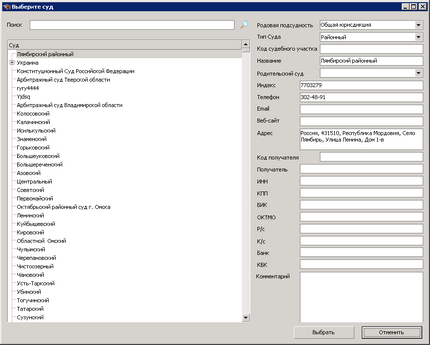 Выберите суд
Поиск
Суд
Лямбирский районный
Украина
Конституционный Суд Российской Федерации
Арбитражный суд Тверской области
Арбитражный суд Владимирской области
Колосовский
Калачинский
Исилькульский
Знаменский
Горьковский
Большеуковский
Большереченский
Азовский
Центральный
Советский
Первомайский
Октябрьский районный суд г. Омска
Ленинский
Куйбышевский
Кировский
Областной Омский
Чулымский
Черепановский
Чистоозерный
Чановский
Усть-Таркский
Убинский
Тогучинский
Татарский
Сузунский
Родовая подсудность Общая юрисдикция
Тип Суда Районный
Код судебного участка
Название Лямбирский районный
Родительский суд
Индекс 7703279
Телефон 302-48-91
Email
Веб-сайт
Адрес Россия, 431510, Республика Мордовия, Село
Лямбирь, Улица Ленина, Дом 1-в
Код получателя
Получатель
ИНН
КПП
БИК
ОКТМО
Р/с
К/с
Банк
КБК
Комментарий
Выбрать Отменить